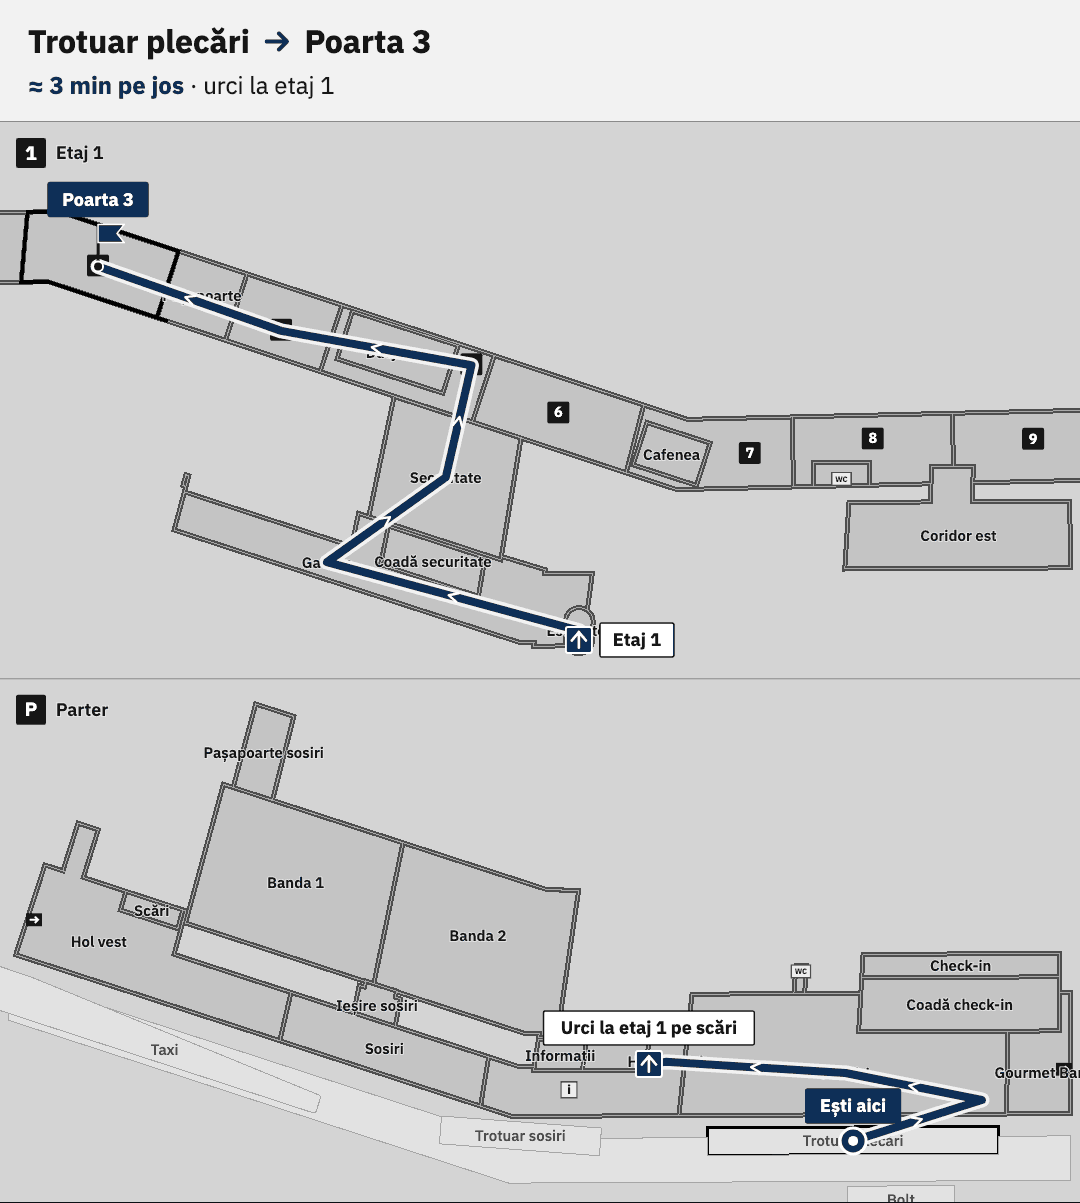 Trotuar plecări → Poarta 3
≈ 3 min pe jos · urci la etaj 1
1 Etaj 1
Poarta 3
6
Cafenea
7
8
9
wc
Coridor est
Coadă securitate
Etaj 1
P Parter
Pașapoarte sosiri
Banda 1
Scări
Banda 2
Hol vest
wc
Check-in
Coadă check-in
Ieșire sosiri
Urci la etaj 1 pe scări
Sosiri
Taxi
Informații
i
Gourmet Bar
Ești aici
Trotuar sosiri
Bolt